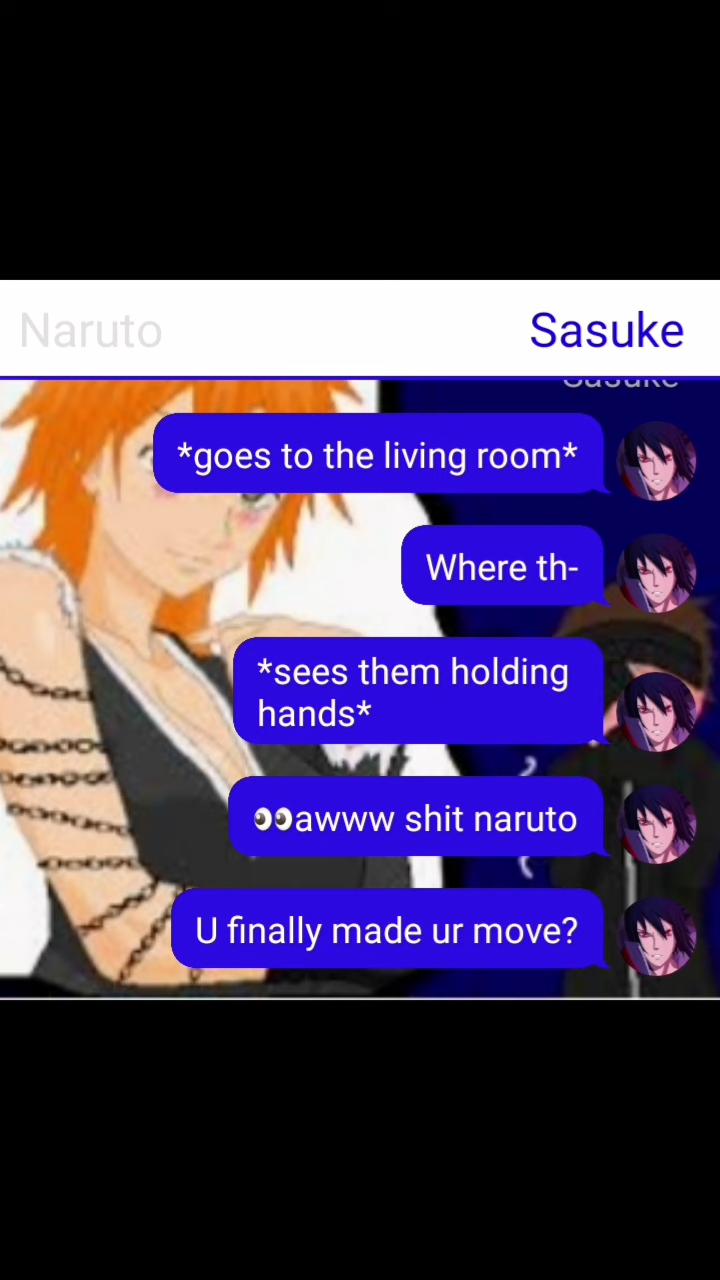 Naruto
Sasuke
Sasuke
*goes to the living room*
Where th-
*sees them holding
hands*
👀awww shit naruto
U finally made ur move?